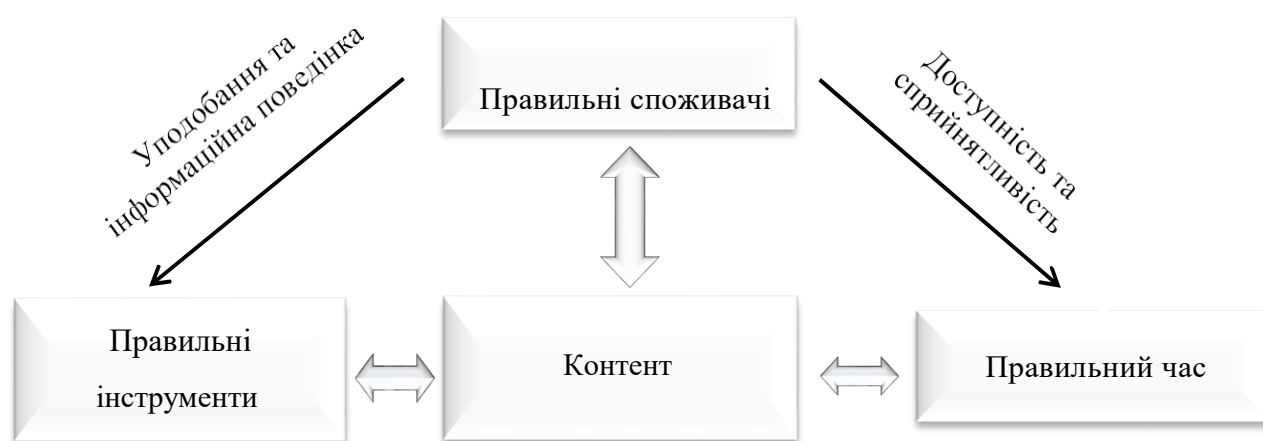 Правильні споживачі
Уподобання та
інформаційна поведінка
Доступність та
сприйнятливість
Правильні
інструменти
Контент
Правильний час